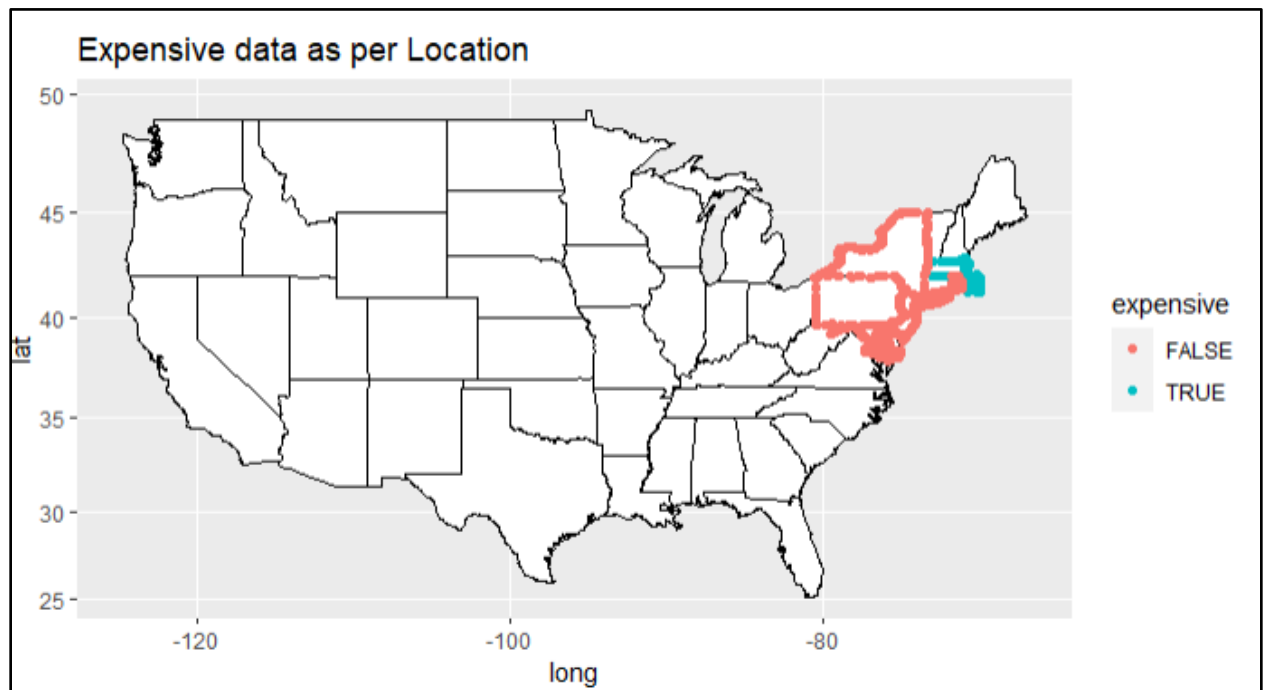 Expensive data as per Location
50
45
40
35
30
25
lat
-120
-100
-80
long
expensive
FALSE
TRUE